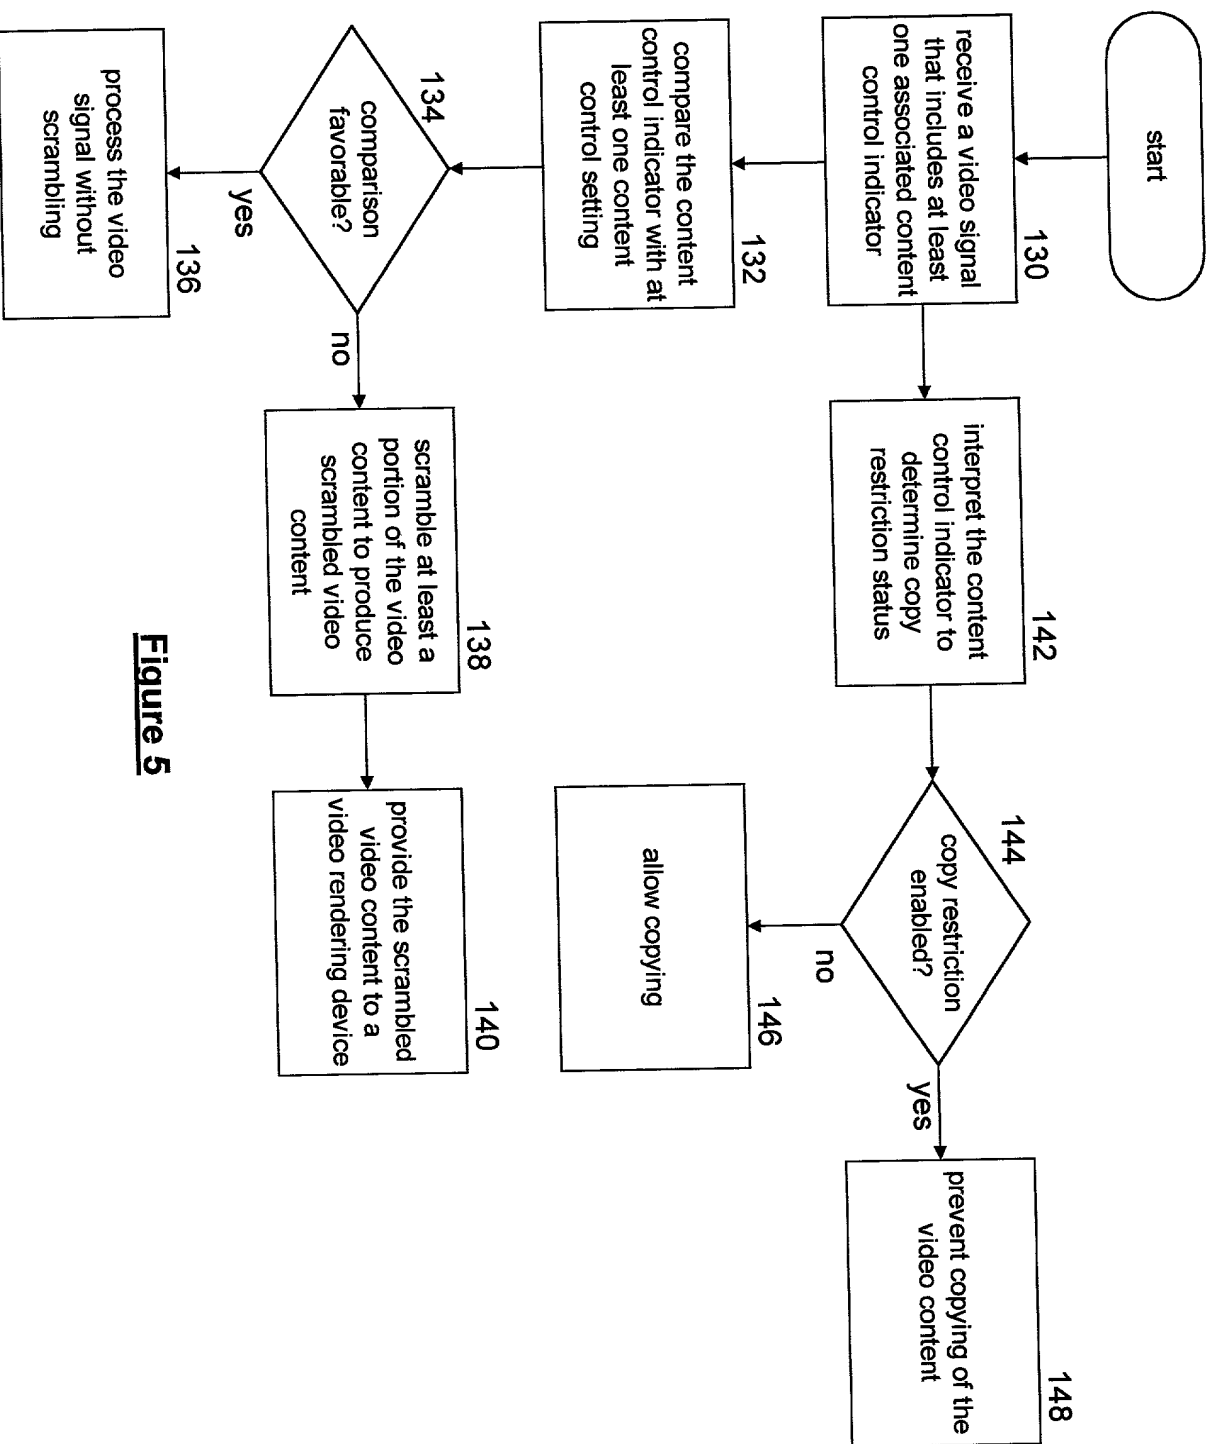 start
130
receive a video signal
that includes at least
one associated content
control indicator
142
interpret the content
control indicator to
determine copy
restriction status
144
copy restriction
enabled?
yes
no
148
prevent copying of the
video content
146
allow copying
132
compare the content
control indicator with at
least one content
control setting
134
comparison
favorable?
no
yes
138
scramble at least a
portion of the video
content to produce
scrambled video
content
140
provide the scrambled
video content to a
video rendering device
136
process the video
signal without
scrambling
Figure 5